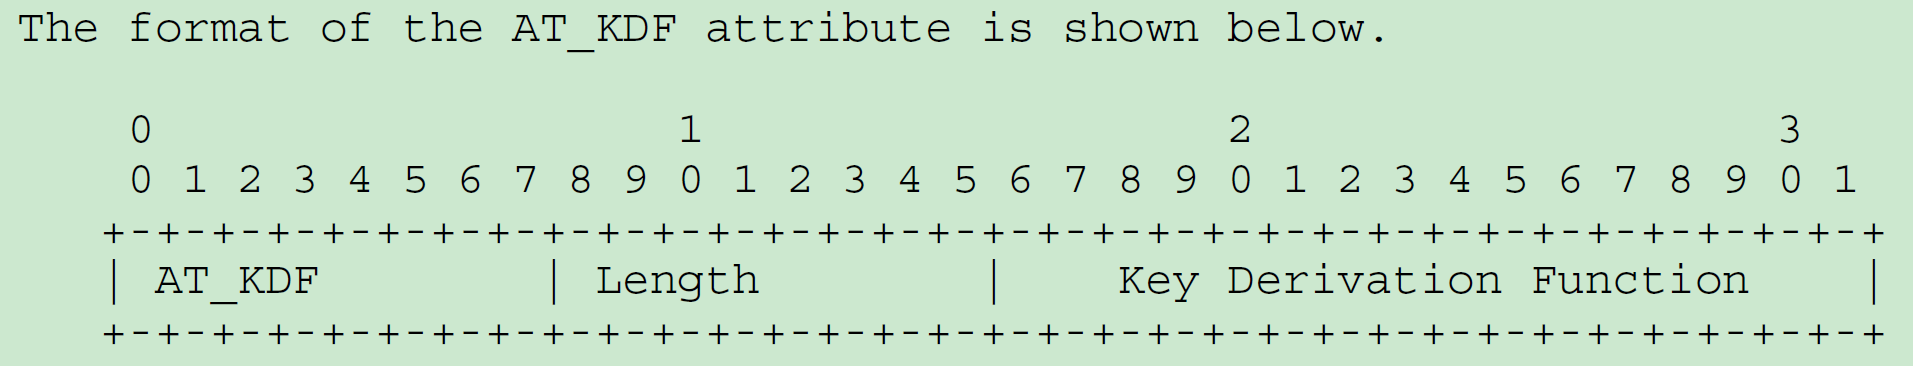 The format of the AT_KDF attribute is shown below.
0 1 2 3
0 1 2 3 4 5 6 7 8 9 0 1 2 3 4 5 6 7 8 9 0 1 2 3 4 5 6 7 8 9 0 1
+-+-+-+-+-+-+-+-+-+-+-+-+-+-+-+-+-+-+-+-+-+-+-+-+-+-+-+-+-+-+-+-+
| AT_KDF | Length | Key Derivation Function |
+-+-+-+-+-+-+-+-+-+-+-+-+-+-+-+-+-+-+-+-+-+-+-+-+-+-+-+-+-+-+-+-+